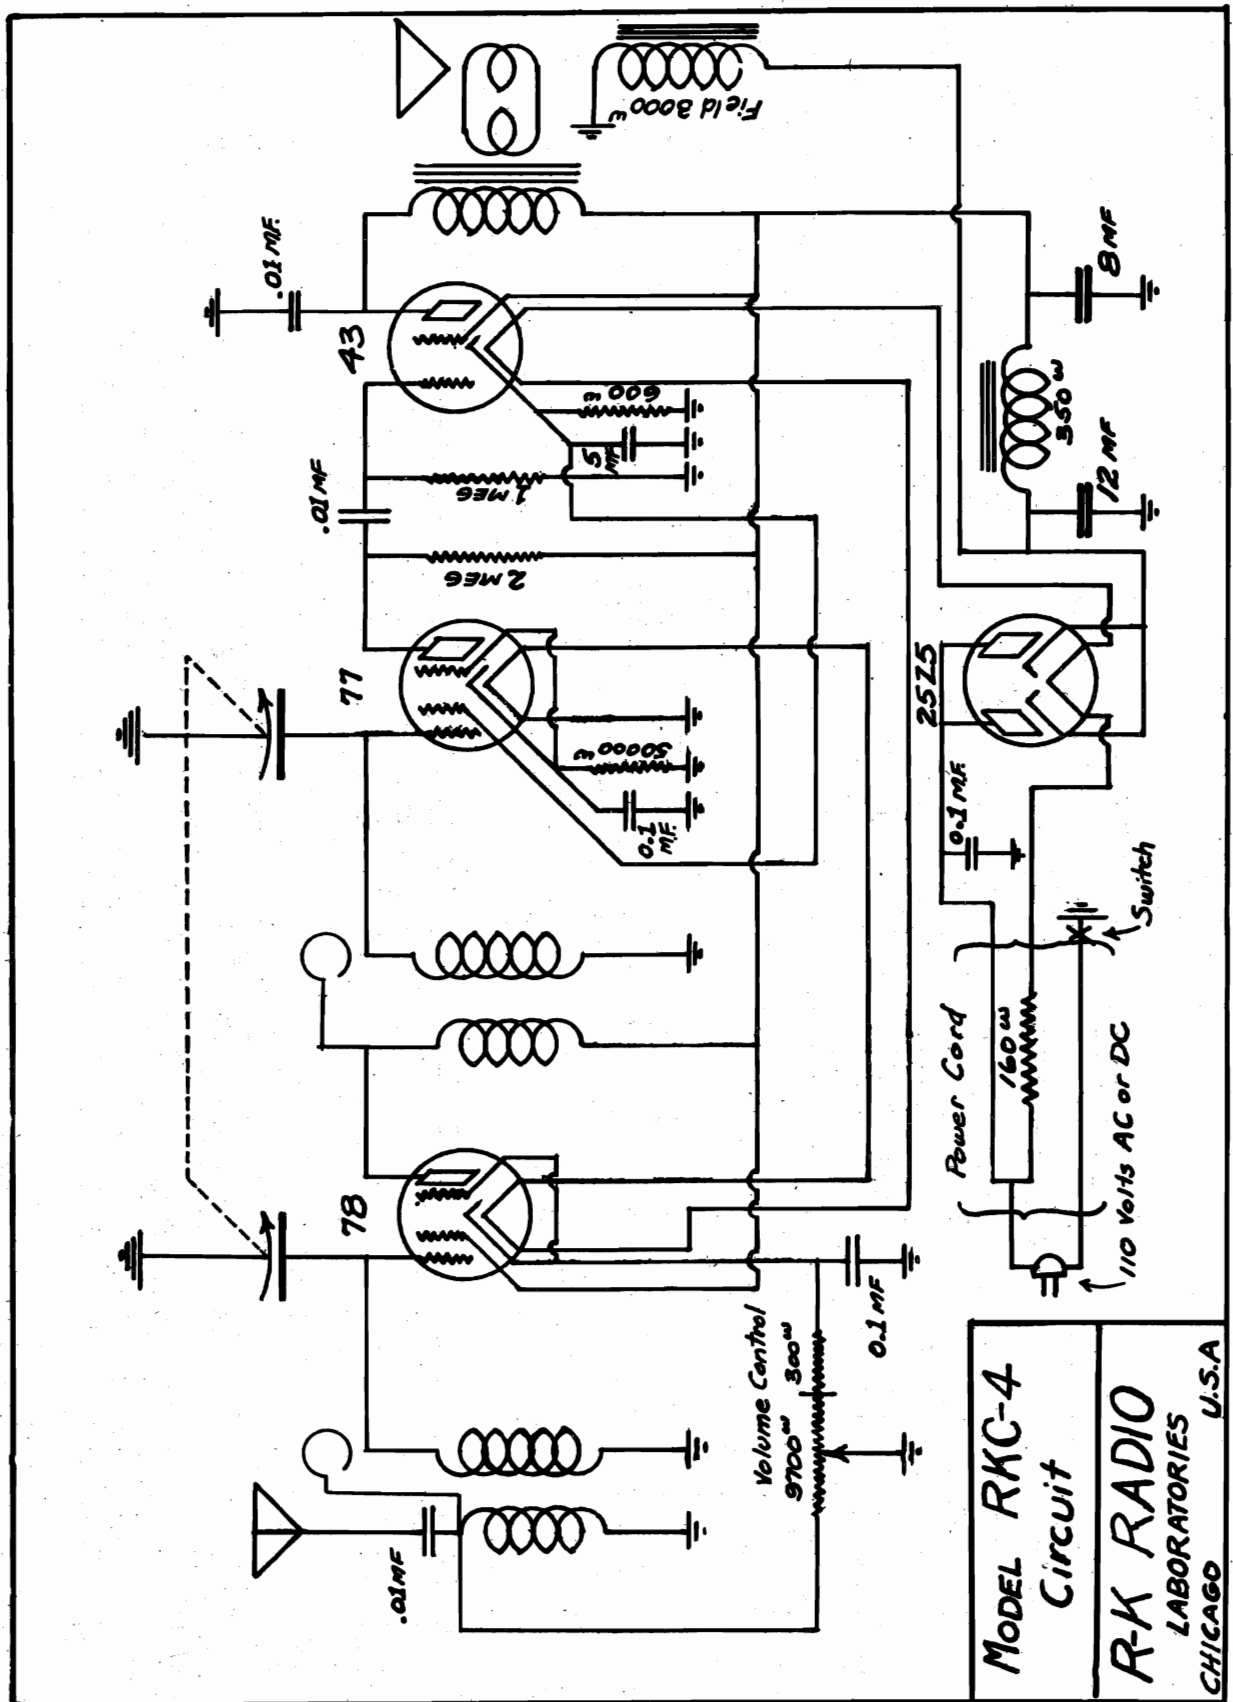 .01 MF.
43
Field 3000 ω
.01 MF
2 MEG
1 MEG
5
MF
600 ω
77
0.1
M.F.
50000 ω
8 MF
350 ω
12 MF
25Z5
0.1 MF.
78
Power Cord
160 ω
Switch
110 Volts AC or DC
.01 MF
Volume Control
9700 ω 300 ω
0.1 MF
MODEL RKC-4
Circuit
R-K RADIO
LABORATORIES
CHICAGO U.S.A